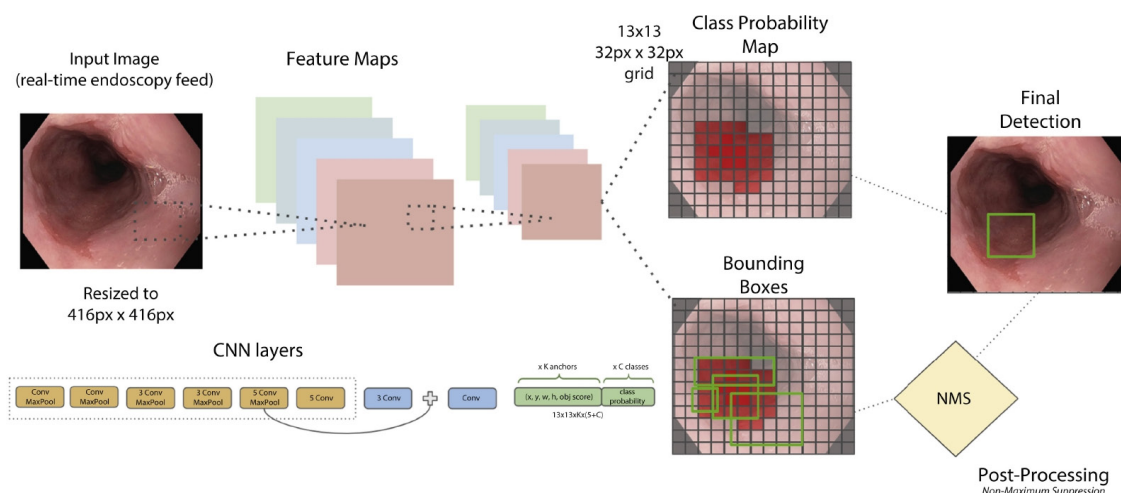 Input Image
(real-time endoscopy feed)
Resized to
416px x 416px
Feature Maps
13x13
32px x 32px
grid
Class Probability
Map
Bounding
Boxes
Final
Detection
CNN layers
Conv
MaxPool
Conv
MaxPool
3 Conv
MaxPool
3 Conv
MaxPool
5 Conv
MaxPool
5 Conv
3 Conv
Conv
x K anchors
x C classes
(x, y, w, h, obj score)
class
probability
13x13xKx(5+C)
NMS
Post-Processing
Non-Maximum Suppression